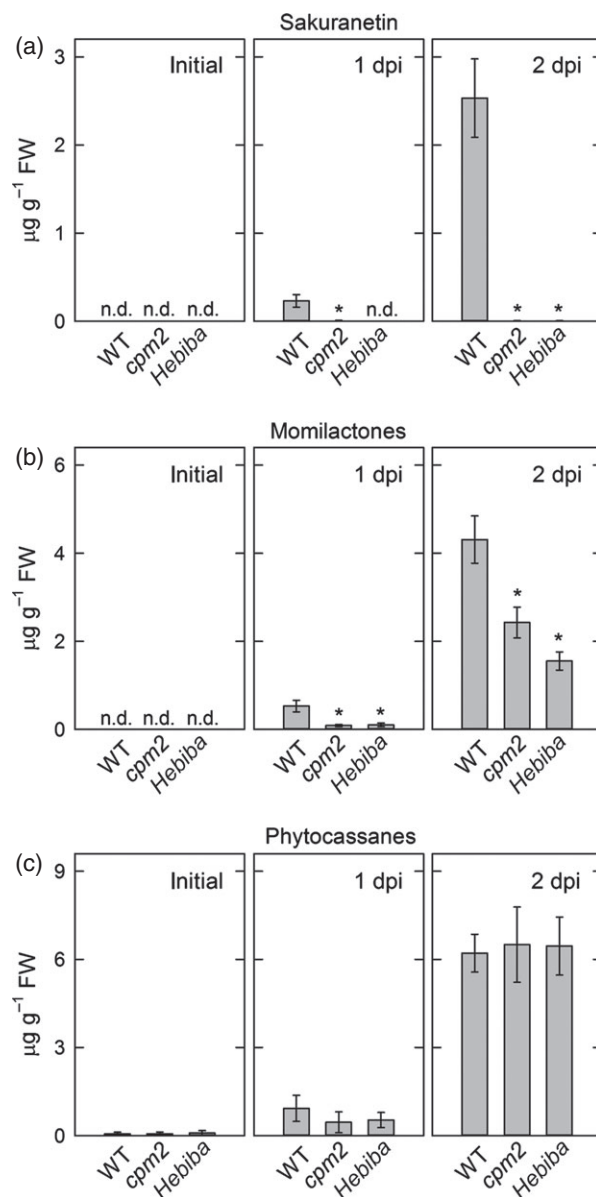 (a)
Sakuranetin
Initial
1 dpi
2 dpi
3
2
1
0
µg g⁻¹ FW
n.d. n.d. n.d.
* n.d.
* *
WT cpm2 Hebiba
WT cpm2 Hebiba
WT cpm2 Hebiba
(b)
Momilactones
Initial
1 dpi
2 dpi
6
4
2
0
µg g⁻¹ FW
n.d. n.d. n.d.
* *
*
*
WT cpm2 Hebiba
WT cpm2 Hebiba
WT cpm2 Hebiba
(c)
Phytocassanes
Initial
1 dpi
2 dpi
9
6
3
0
µg g⁻¹ FW
WT cpm2 Hebiba
WT cpm2 Hebiba
WT cpm2 Hebiba